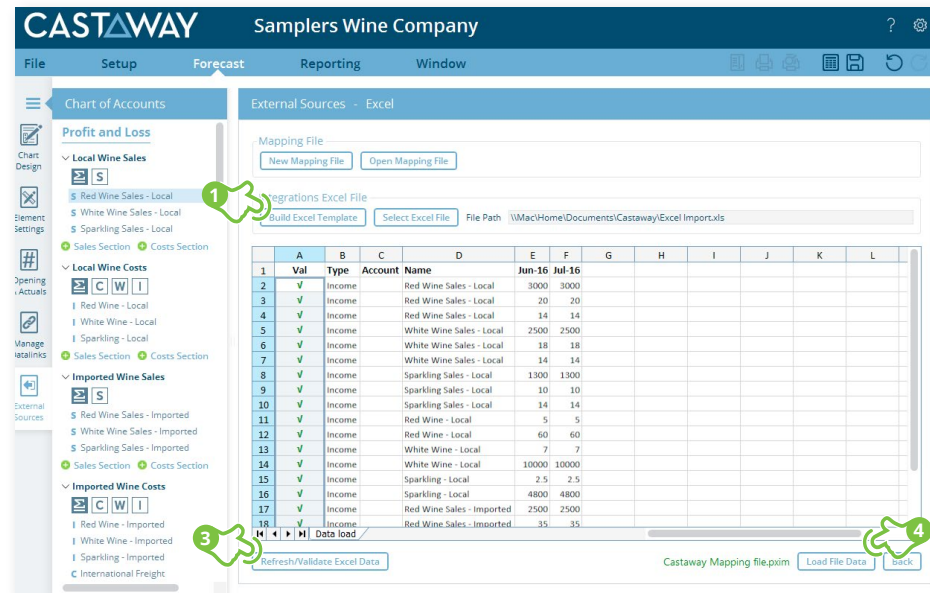 CASTAWAY Samplers Wine Company ?
File Setup Forecast Reporting Window
Chart of Accounts
External Sources - Excel
Profit and Loss
Mapping File
New Mapping File Open Mapping File
Chart
Design
Local Wine Sales
Σ S
S Red Wine Sales - Local
1
S White Wine Sales - Local
S Sparkling Sales - Local
Sales Section Costs Section
egrations Excel File
Build Excel Template Select Excel File File Path \\Mac\Home\Documents\Castaway\Excel Import.xls
Element
Settings
Local Wine Costs
Σ C W I
I Red Wine - Local
I White Wine - Local
I Sparkling - Local
Sales Section Costs Section
#
Opening
& Actuals
Manage
Datalinks
Imported Wine Sales
Σ S
S Red Wine Sales - Imported
S White Wine Sales - Imported
S Sparkling Sales - Imported
Sales Section Costs Section
External
Sources
Imported Wine Costs
Σ C W I
I Red Wine - Imported
I White Wine - Imported
I Sparkling - Imported
C International Freight
A B C D E F G H I J K L
1 Val Type Account Name Jun-16 Jul-16
2 √ Income Red Wine Sales - Local 3000 3000
3 √ Income Red Wine Sales - Local 20 20
4 √ Income Red Wine Sales - Local 14 14
5 √ Income White Wine Sales - Local 2500 2500
6 √ Income White Wine Sales - Local 18 18
7 √ Income White Wine Sales - Local 14 14
8 √ Income Sparkling Sales - Local 1300 1300
9 √ Income Sparkling Sales - Local 10 10
10 √ Income Sparkling Sales - Local 14 14
11 √ Income Red Wine - Local 5 5
12 √ Income Red Wine - Local 60 60
13 √ Income White Wine - Local 7 7
14 √ Income White Wine - Local 10000 10000
15 √ Income Sparkling - Local 2.5 2.5
16 √ Income Sparkling - Local 4800 4800
17 √ Income Red Wine Sales - Imported 2500 2500
18 √ Income Red Wine Sales - Imported 35 35
Data load
3
4
Refresh/Validate Excel Data Castaway Mapping file.pxim Load File Data Back